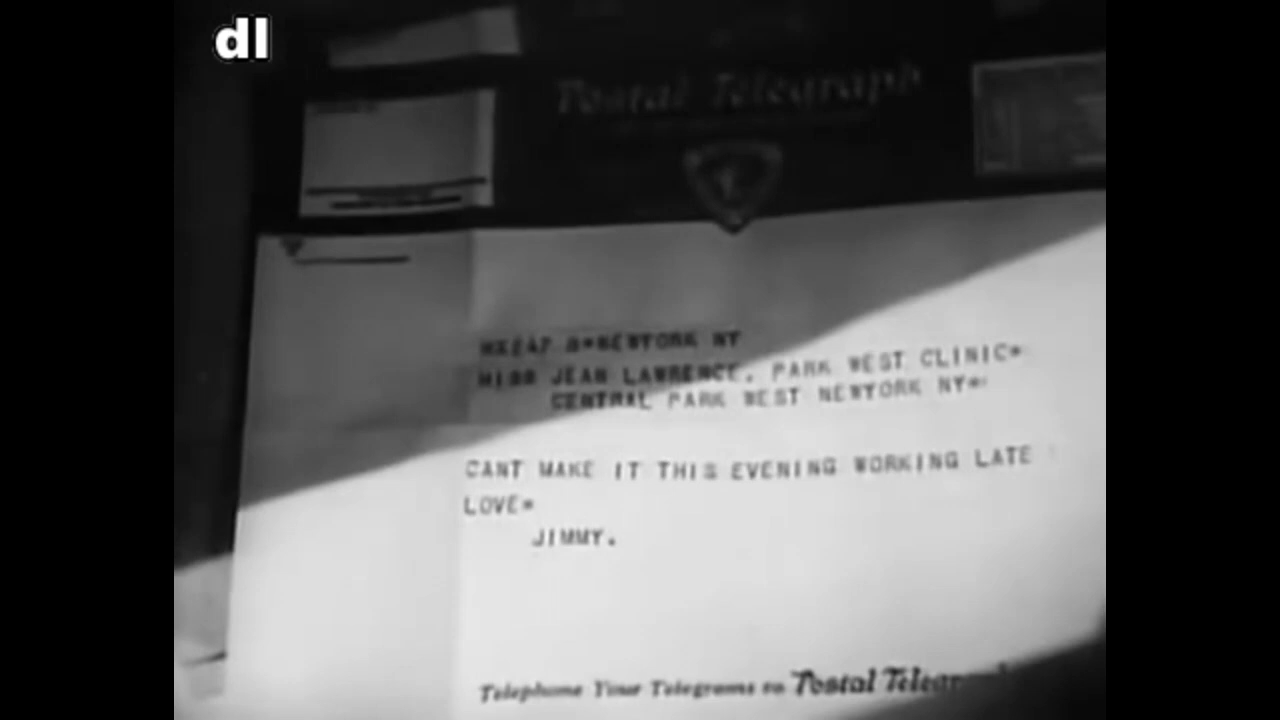 dl
Postal Telegraph
NEWYORK NY
MISS JEAN LAWRENCE, PARK WEST CLINIC=
CENTRAL PARK WEST NEWYORK NY=
CANT MAKE IT THIS EVENING WORKING LATE
LOVE=
JIMMY.
Telephone Your Telegrams to Postal Telegraph